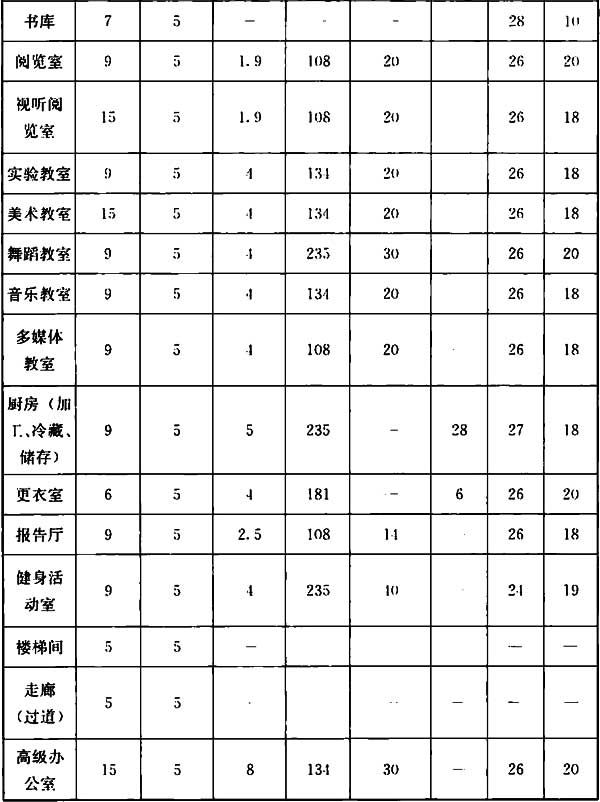 书库 7 5 — - - 28 10
阅览室 9 5 1.9 108 20 26 20
视听阅
览室 15 5 1.9 108 20 26 18
实验教室 9 5 4 134 20 26 18
美术教室 15 5 4 134 20 26 18
舞蹈教室 9 5 4 235 30 26 20
音乐教室 9 5 4 134 20 26 18
多媒体
教室 9 5 4 108 20 26 18
厨房（加
工、冷藏、
储存） 9 5 5 235 — 28 27 18
更衣室 6 5 4 181 — 6 26 20
报告厅 9 5 2.5 108 14 26 18
健身活
动室 9 5 4 235 40 24 19
楼梯间 5 5 — — —
走廊
（过道） 5 5 — — — —
高级办
公室 15 5 8 134 30 — 26 20